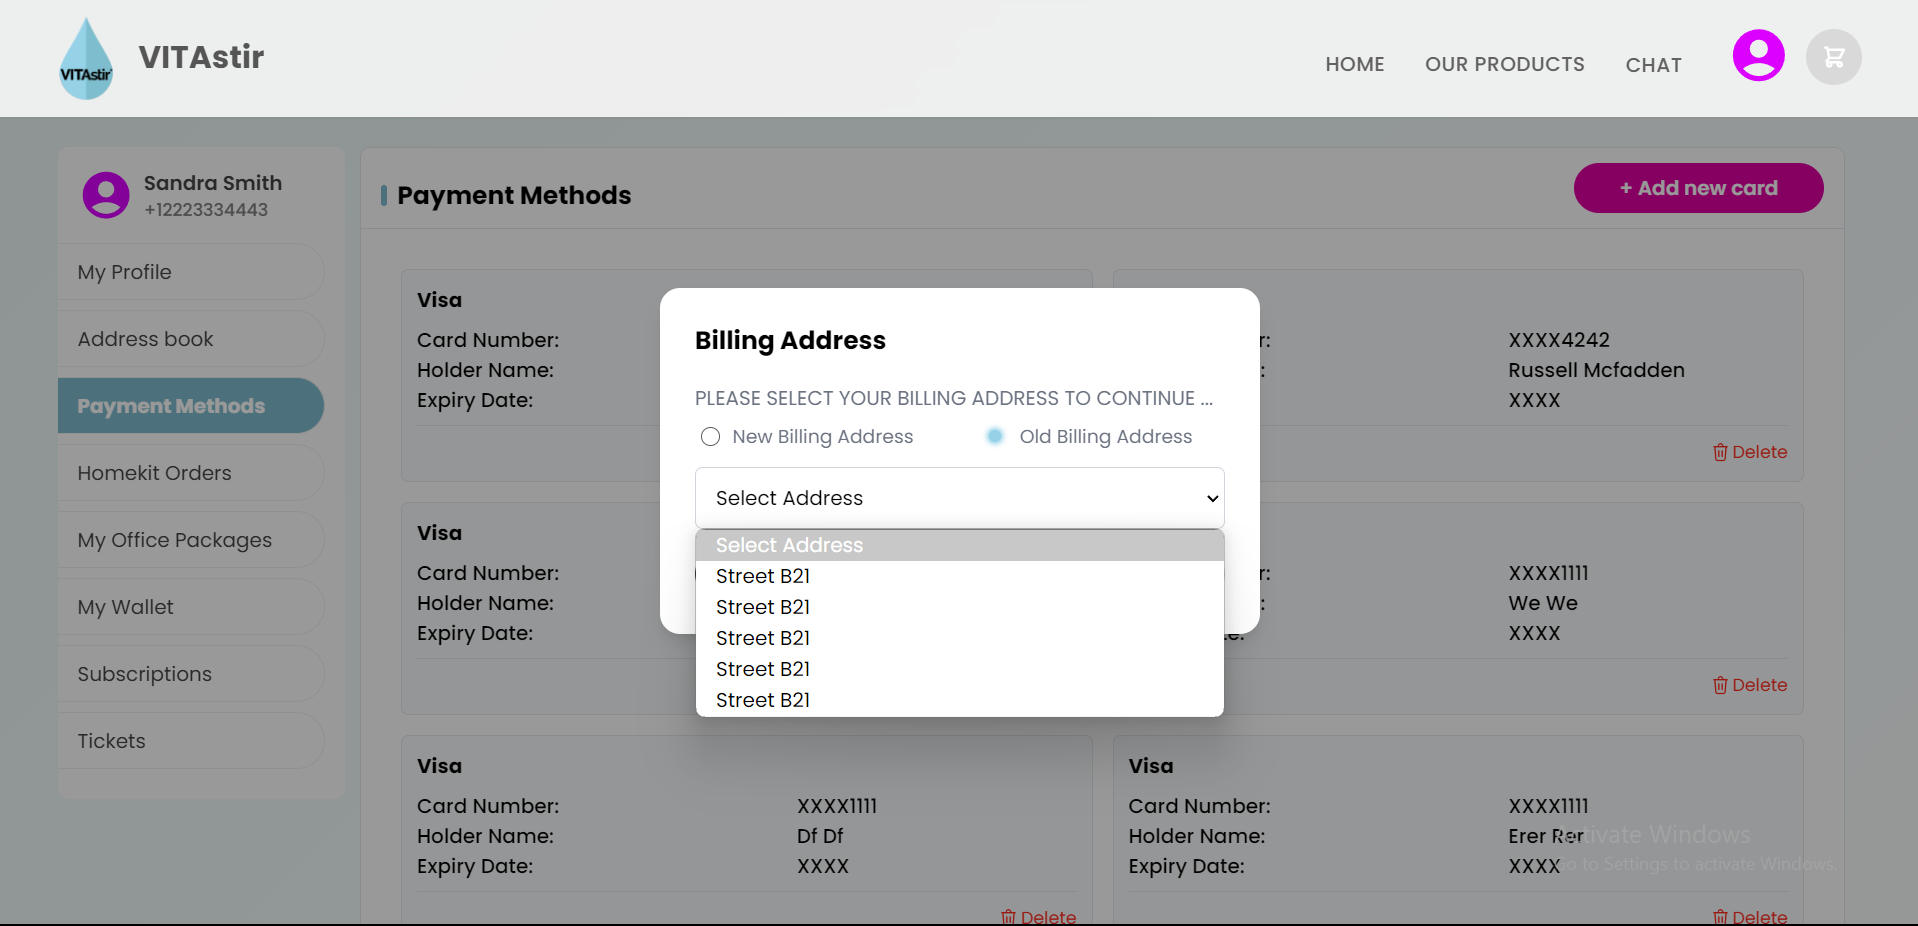 VITAstir
VITAstir
HOME
OUR PRODUCTS
CHAT
Sandra Smith
+12223334443
My Profile
Address book
Payment Methods
Homekit Orders
My Office Packages
My Wallet
Subscriptions
Tickets
Payment Methods
+ Add new card
Visa
Card Number:
Holder Name:
Expiry Date:
r: XXXX4242
: Russell Mcfadden
XXXX
Delete
Billing Address
PLEASE SELECT YOUR BILLING ADDRESS TO CONTINUE ...
New Billing Address
Old Billing Address
Select Address
Select Address
Street B21
Street B21
Street B21
Street B21
Street B21
Visa
Card Number:
Holder Name:
Expiry Date:
r: XXXX1111
: We We
te: XXXX
Delete
Visa
Card Number: XXXX1111
Holder Name: Df Df
Expiry Date: XXXX
Delete
Visa
Card Number: XXXX1111
Holder Name: Erer Rer
Expiry Date: XXXX
Delete
Activate Windows
Go to Settings to activate Windows.